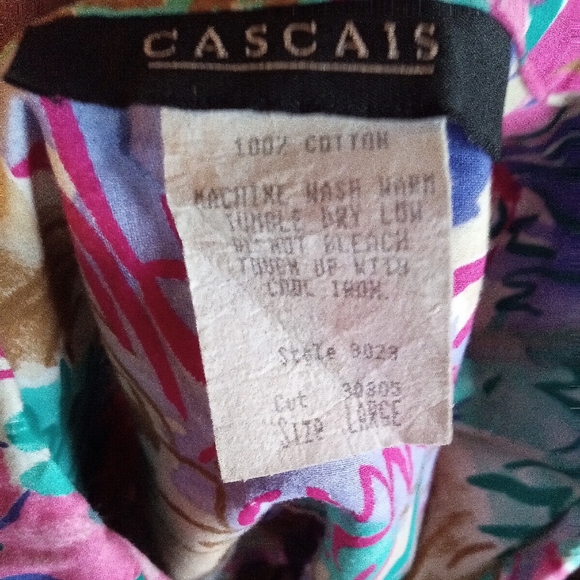 CASCAIS
100% COTTON
MACHINE WASH WARM
TUMBLE DRY LOW
DO NOT BLEACH
TOUCH UP WITH
COOL IRON.
Style 3029
Cut 30305
Size LARGE